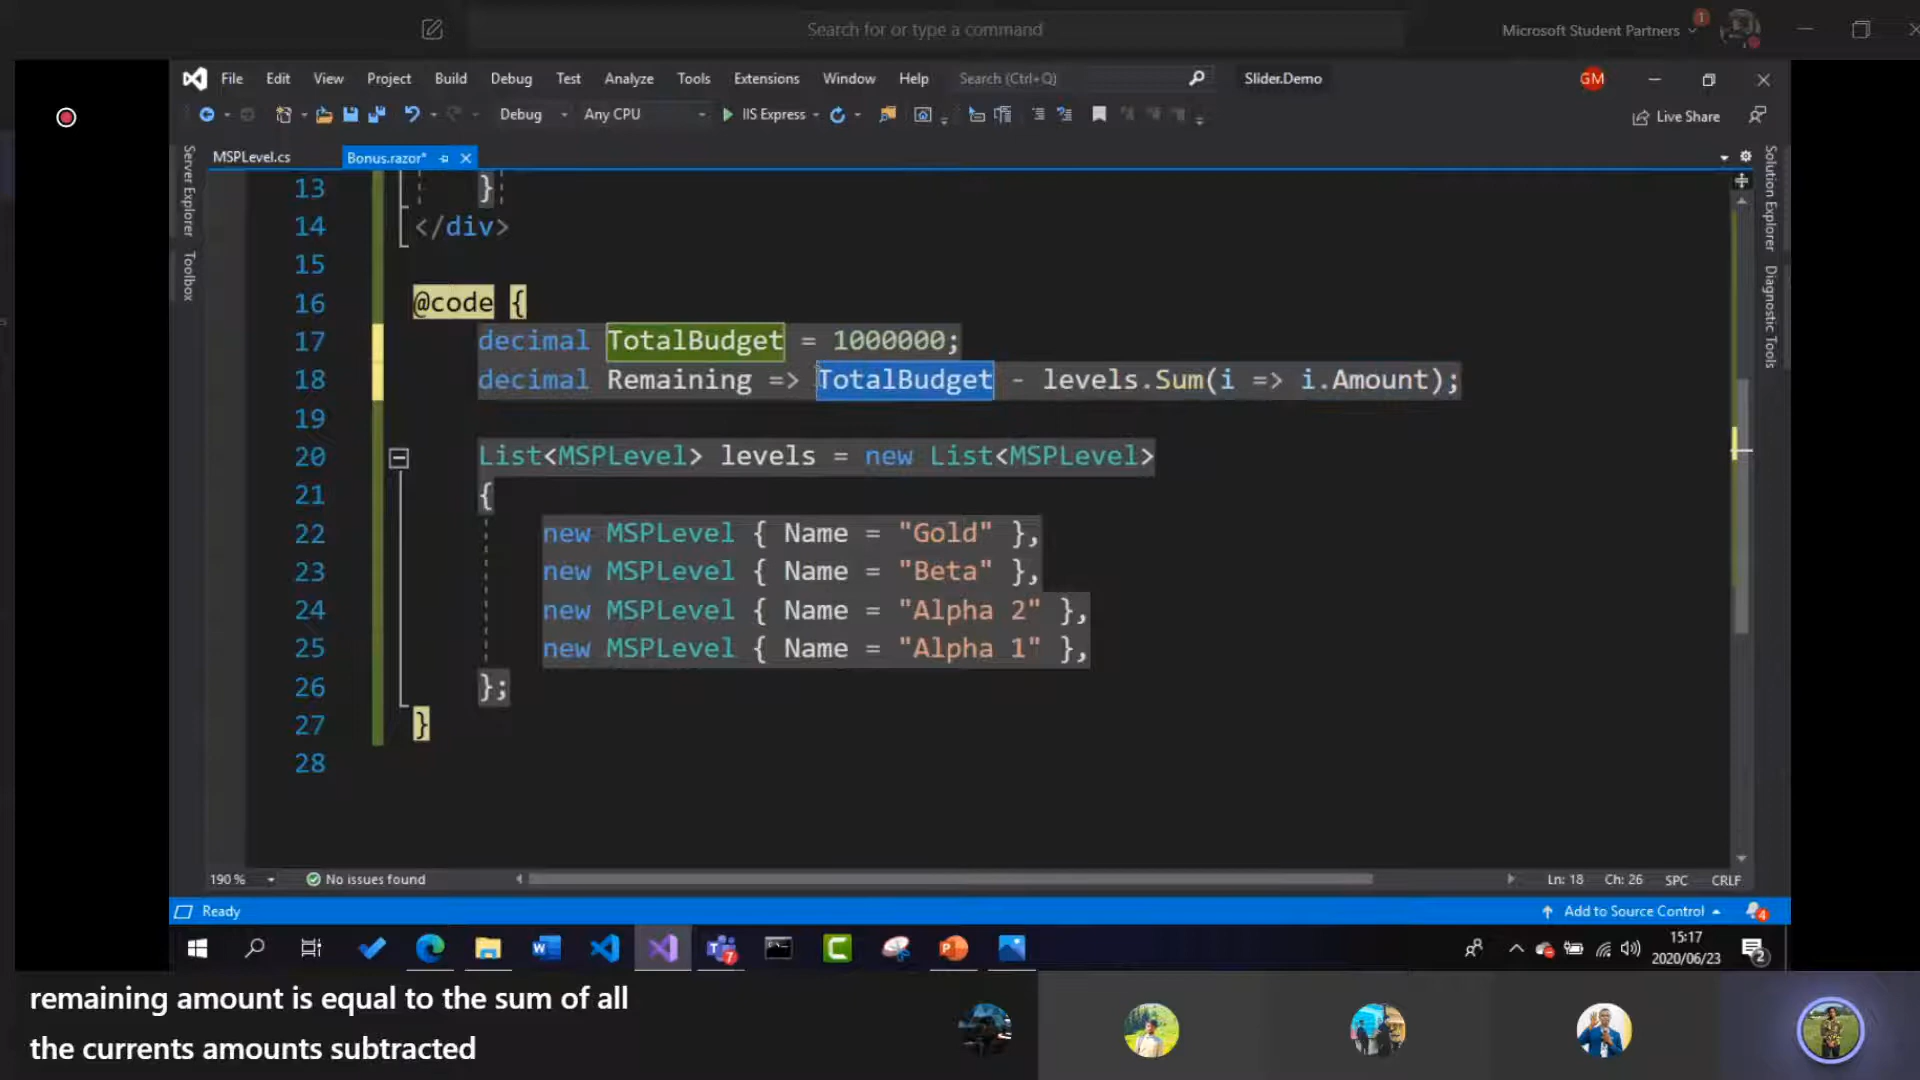 Search for or type a command
Microsoft Student Partners
1
File Edit View Project Build Debug Test Analyze Tools Extensions Window Help Search (Ctrl+Q) Slider.Demo GM
Debug Any CPU IIS Express Live Share
MSPLevel.cs Bonus.razor*
Server Explorer
Toolbox
Solution Explorer
Diagnostic Tools
13 }
14 </div>
15
16 @code {
17 decimal TotalBudget = 1000000;
18 decimal Remaining => TotalBudget - levels.Sum(i => i.Amount);
19
20 List<MSPLevel> levels = new List<MSPLevel>
21 {
22 new MSPLevel { Name = "Gold" },
23 new MSPLevel { Name = "Beta" },
24 new MSPLevel { Name = "Alpha 2" },
25 new MSPLevel { Name = "Alpha 1" },
26 };
27 }
28
190 % No issues found Ln: 18 Ch: 26 SPC CRLF
Ready Add to Source Control 4
7
15:17
2020/06/23
2
remaining amount is equal to the sum of all
the currents amounts subtracted